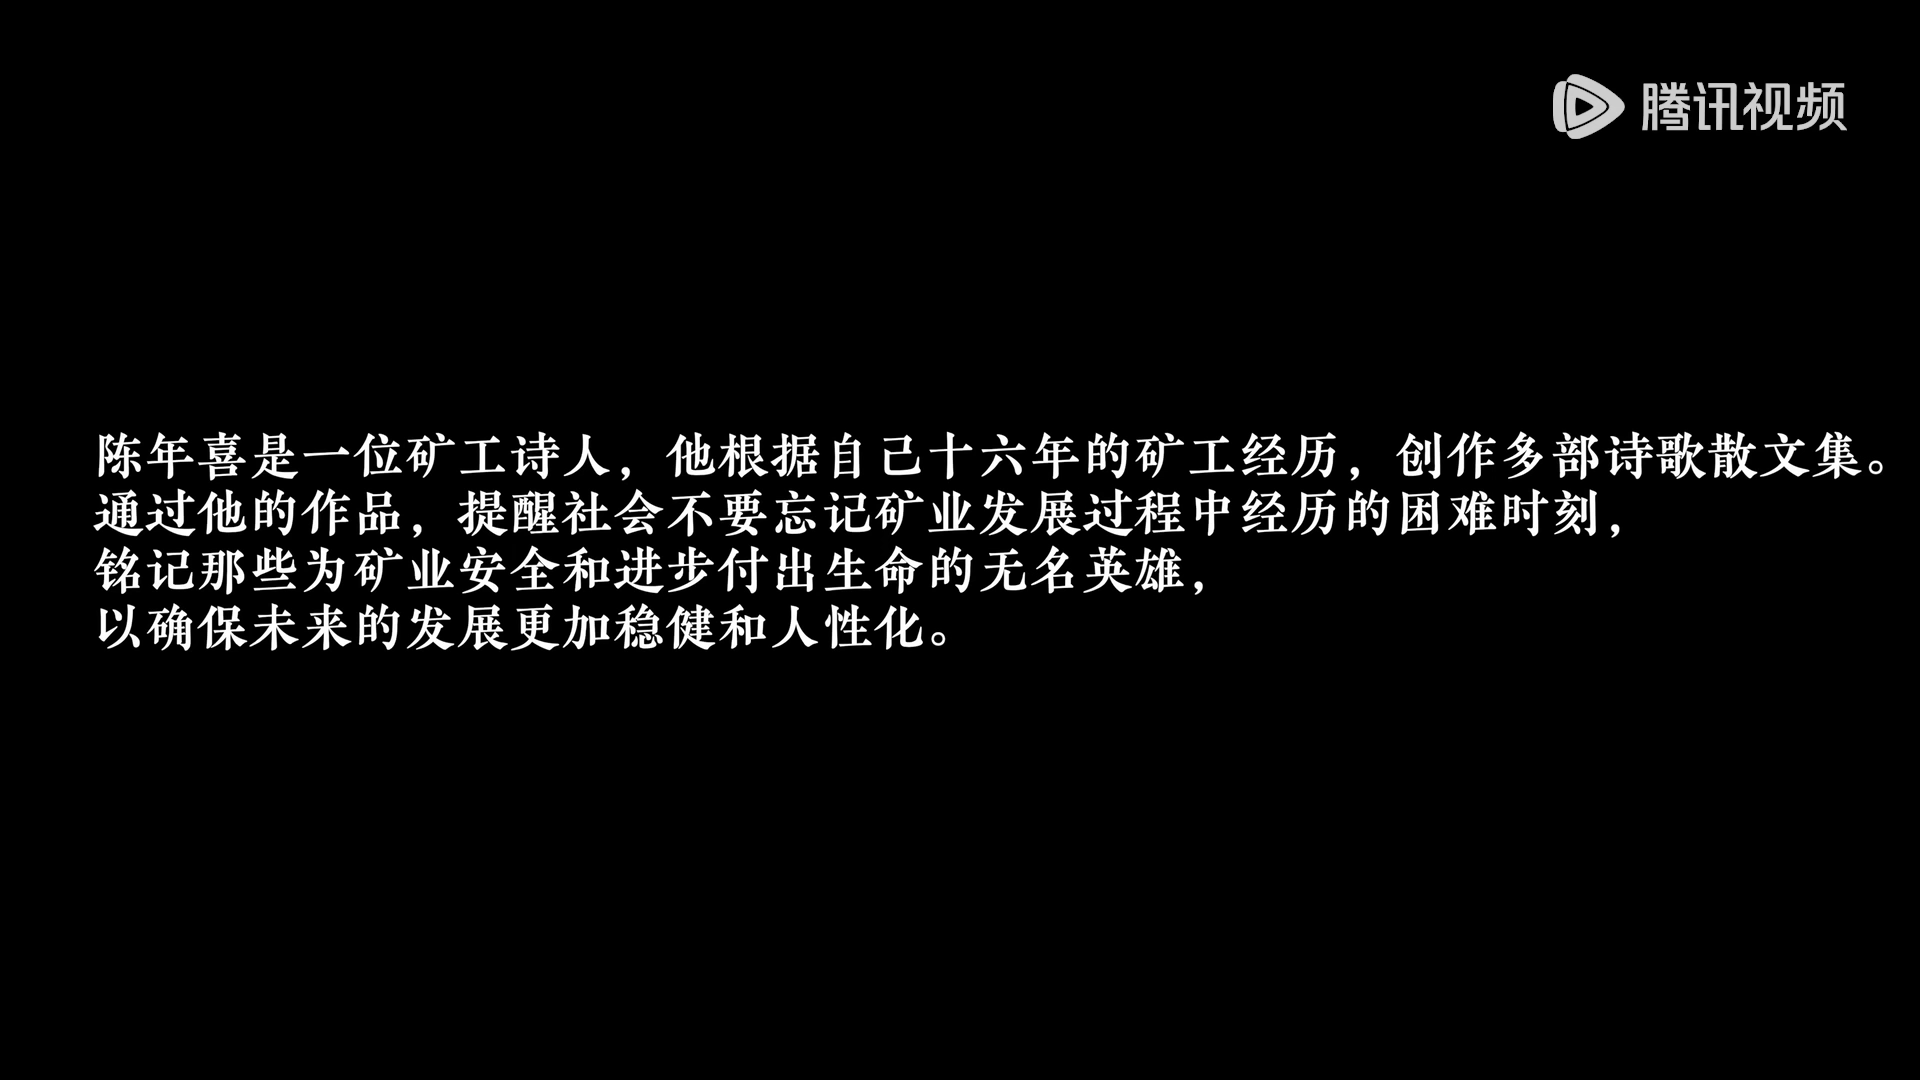 腾讯视频
陈年喜是一位矿工诗人，他根据自己十六年的矿工经历，创作多部诗歌散文集。
通过他的作品，提醒社会不要忘记矿业发展过程中经历的困难时刻，
铭记那些为矿业安全和进步付出生命的无名英雄，
以确保未来的发展更加稳健和人性化。